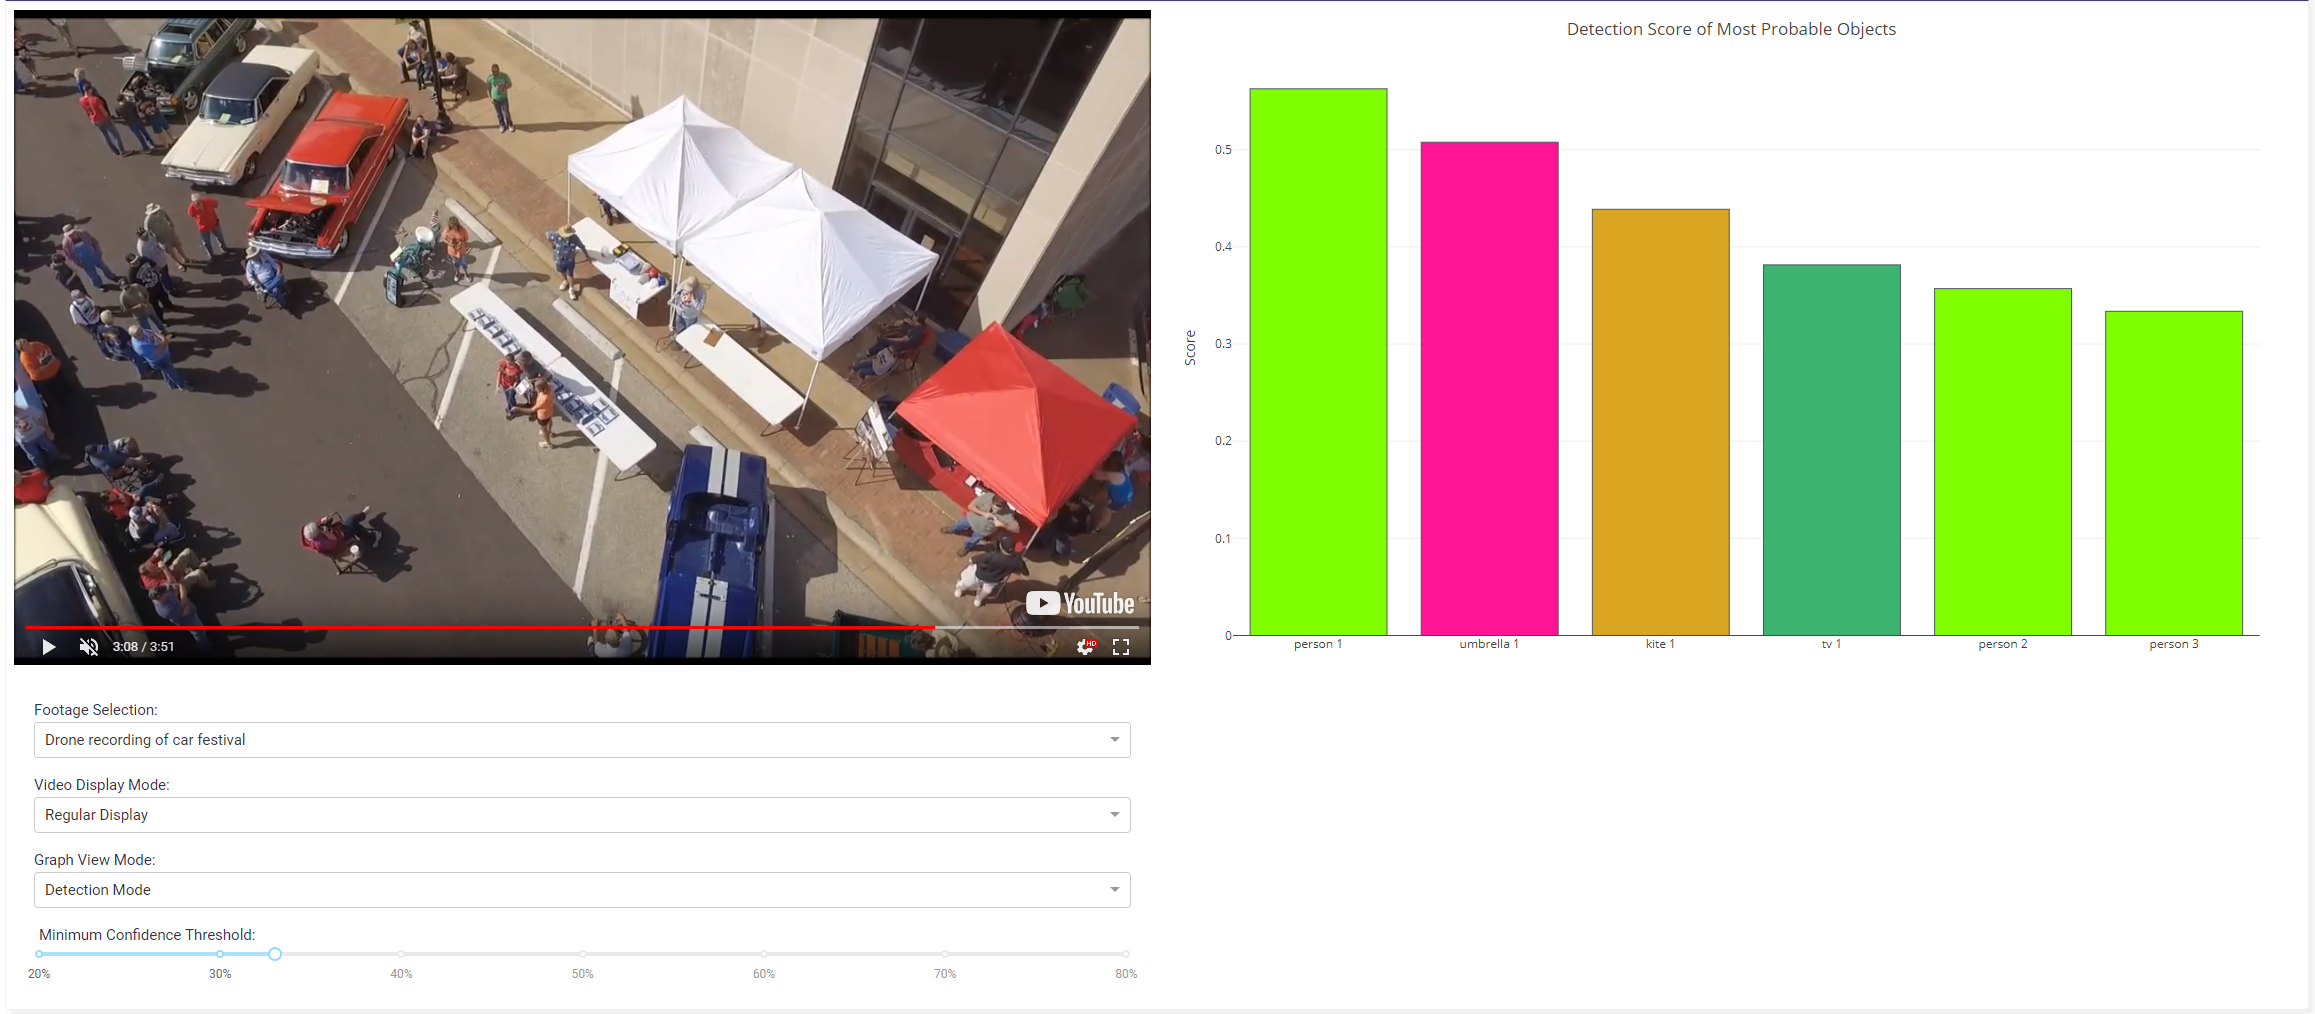 Detection Score of Most Probable Objects
0.5
0.4
0.3
0.2
0.1
0
Score
person 1
umbrella 1
kite 1
tv 1
person 2
person 3
YouTube
3:08 / 3:51
HD
Footage Selection:
Drone recording of car festival
Video Display Mode:
Regular Display
Graph View Mode:
Detection Mode
Minimum Confidence Threshold:
20%
30%
40%
50%
60%
70%
80%